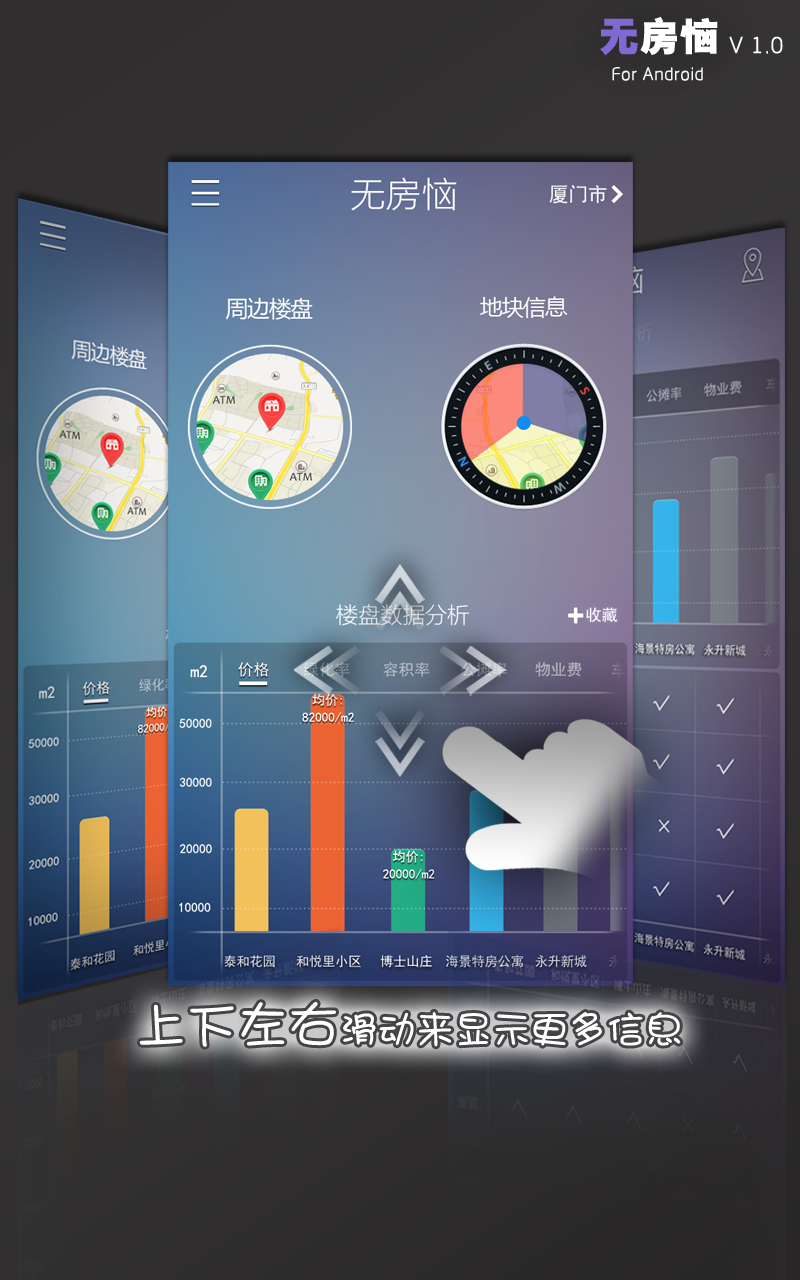 无房恼 V 1.0
For Android
无房恼
厦门市
周边楼盘
地块信息
ATM
ATM
楼盘数据分析
收藏
m2 价格 绿化率 容积率 公摊率 物业费
均价:
82000/m2
50000
30000
20000
10000
均价:
20000/m2
泰和花园 和悦里小区 博士山庄 海景特房公寓 永升新城
周边楼盘
ATM
ATM
m2 价格 绿化
均价
82000/
50000
30000
20000
10000
泰和花园 和悦里小
公摊率 物业费
海景特房公寓 永升新城
海景特房公寓 永升新城
上下左右滑动来显示更多信息